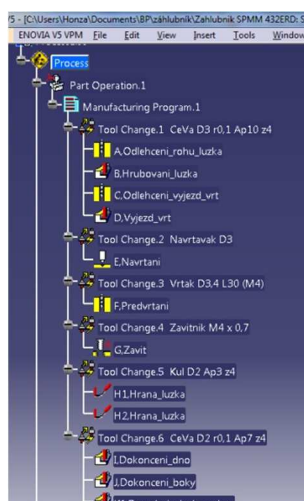 V5 - [C:\Users\Honza\Documents\BP\záhlubník\Zahlubnik SPMM 432ERD: S
ENOVIA V5 VPM File Edit View Insert Tools Window
Process
Part Operation.1
Manufacturing Program.1
Tool Change.1 CeVa D3 r0,1 Ap10 z4
A,Odlehceni_rohu_luzka
B,Hrubovani_luzka
C,Odlehceni_vyjezd_vrt
D,Vyjezd_vrt
Tool Change.2 Navrtavak D3
E,Navrtani
Tool Change.3 Vrtak D3,4 L30 (M4)
F,Predvrtani
Tool Change.4 Zavitnik M4 x 0,7
G,Zavit
Tool Change.5 Kul D2 Ap3 z4
H1,Hrana_luzka
H2,Hrana_luzka
Tool Change.6 CeVa D2 r0,1 Ap7 z4
I,Dokonceni_dno
J,Dokonceni_boky